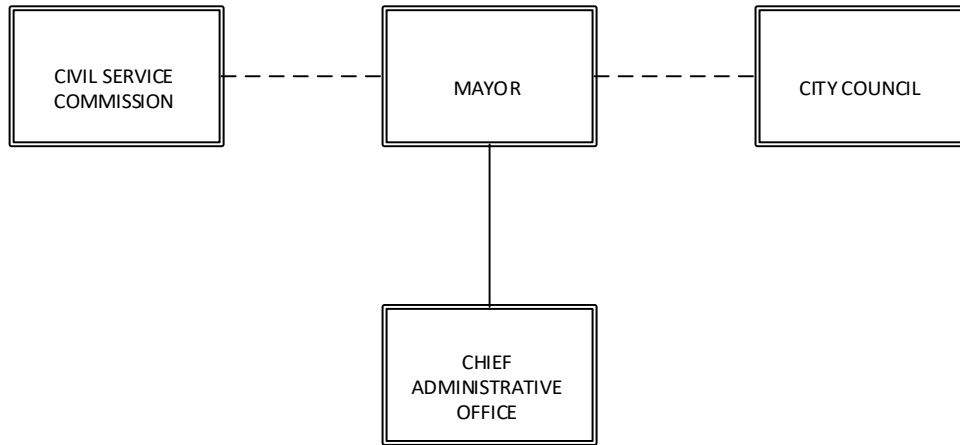 CIVIL SERVICE
COMMISSION
MAYOR
CITY COUNCIL
CHIEF
ADMINISTRATIVE
OFFICE